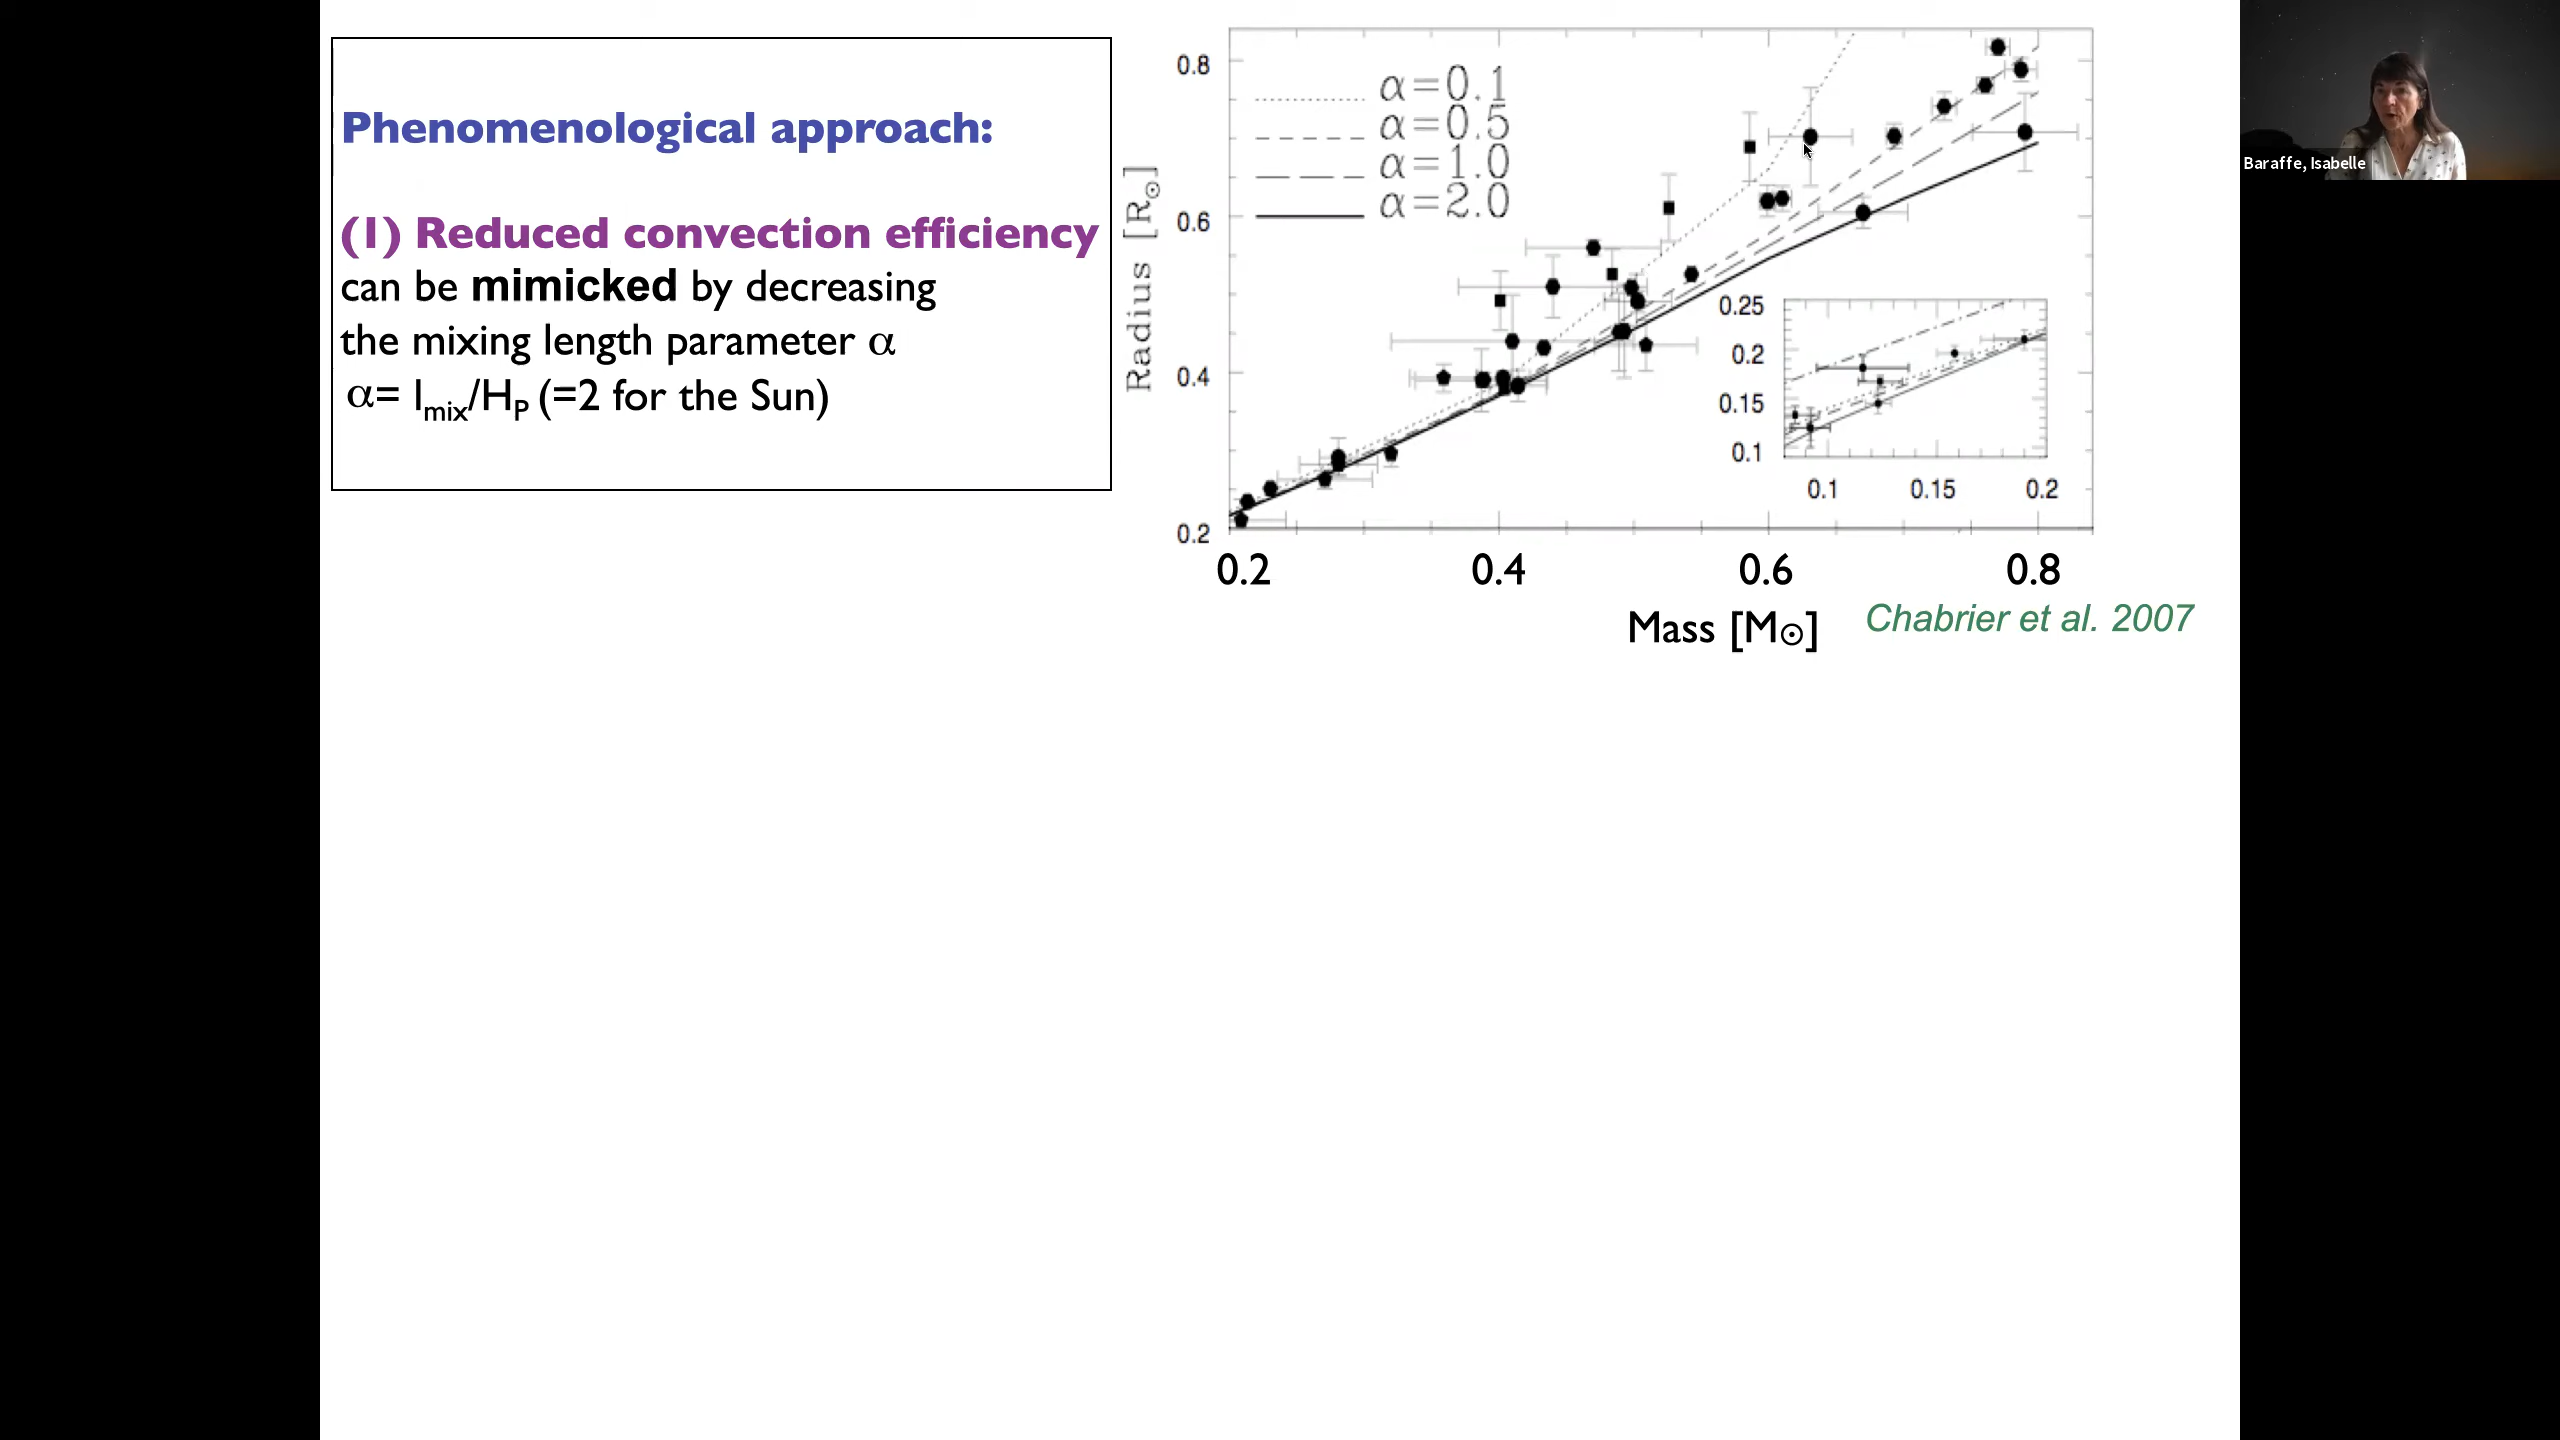 Phenomenological approach:
(1) Reduced convection efficiency
can be mimicked by decreasing
the mixing length parameter α
α= lmix/HP (=2 for the Sun)
α=0.1
α=0.5
α=1.0
α=2.0
Radius [R⊙]
0.8
0.6
0.4
0.2
0.25
0.2
0.15
0.1
0.1 0.15 0.2
0.2 0.4 0.6 0.8
Mass [M⊙]
Chabrier et al. 2007
Baraffe, Isabelle